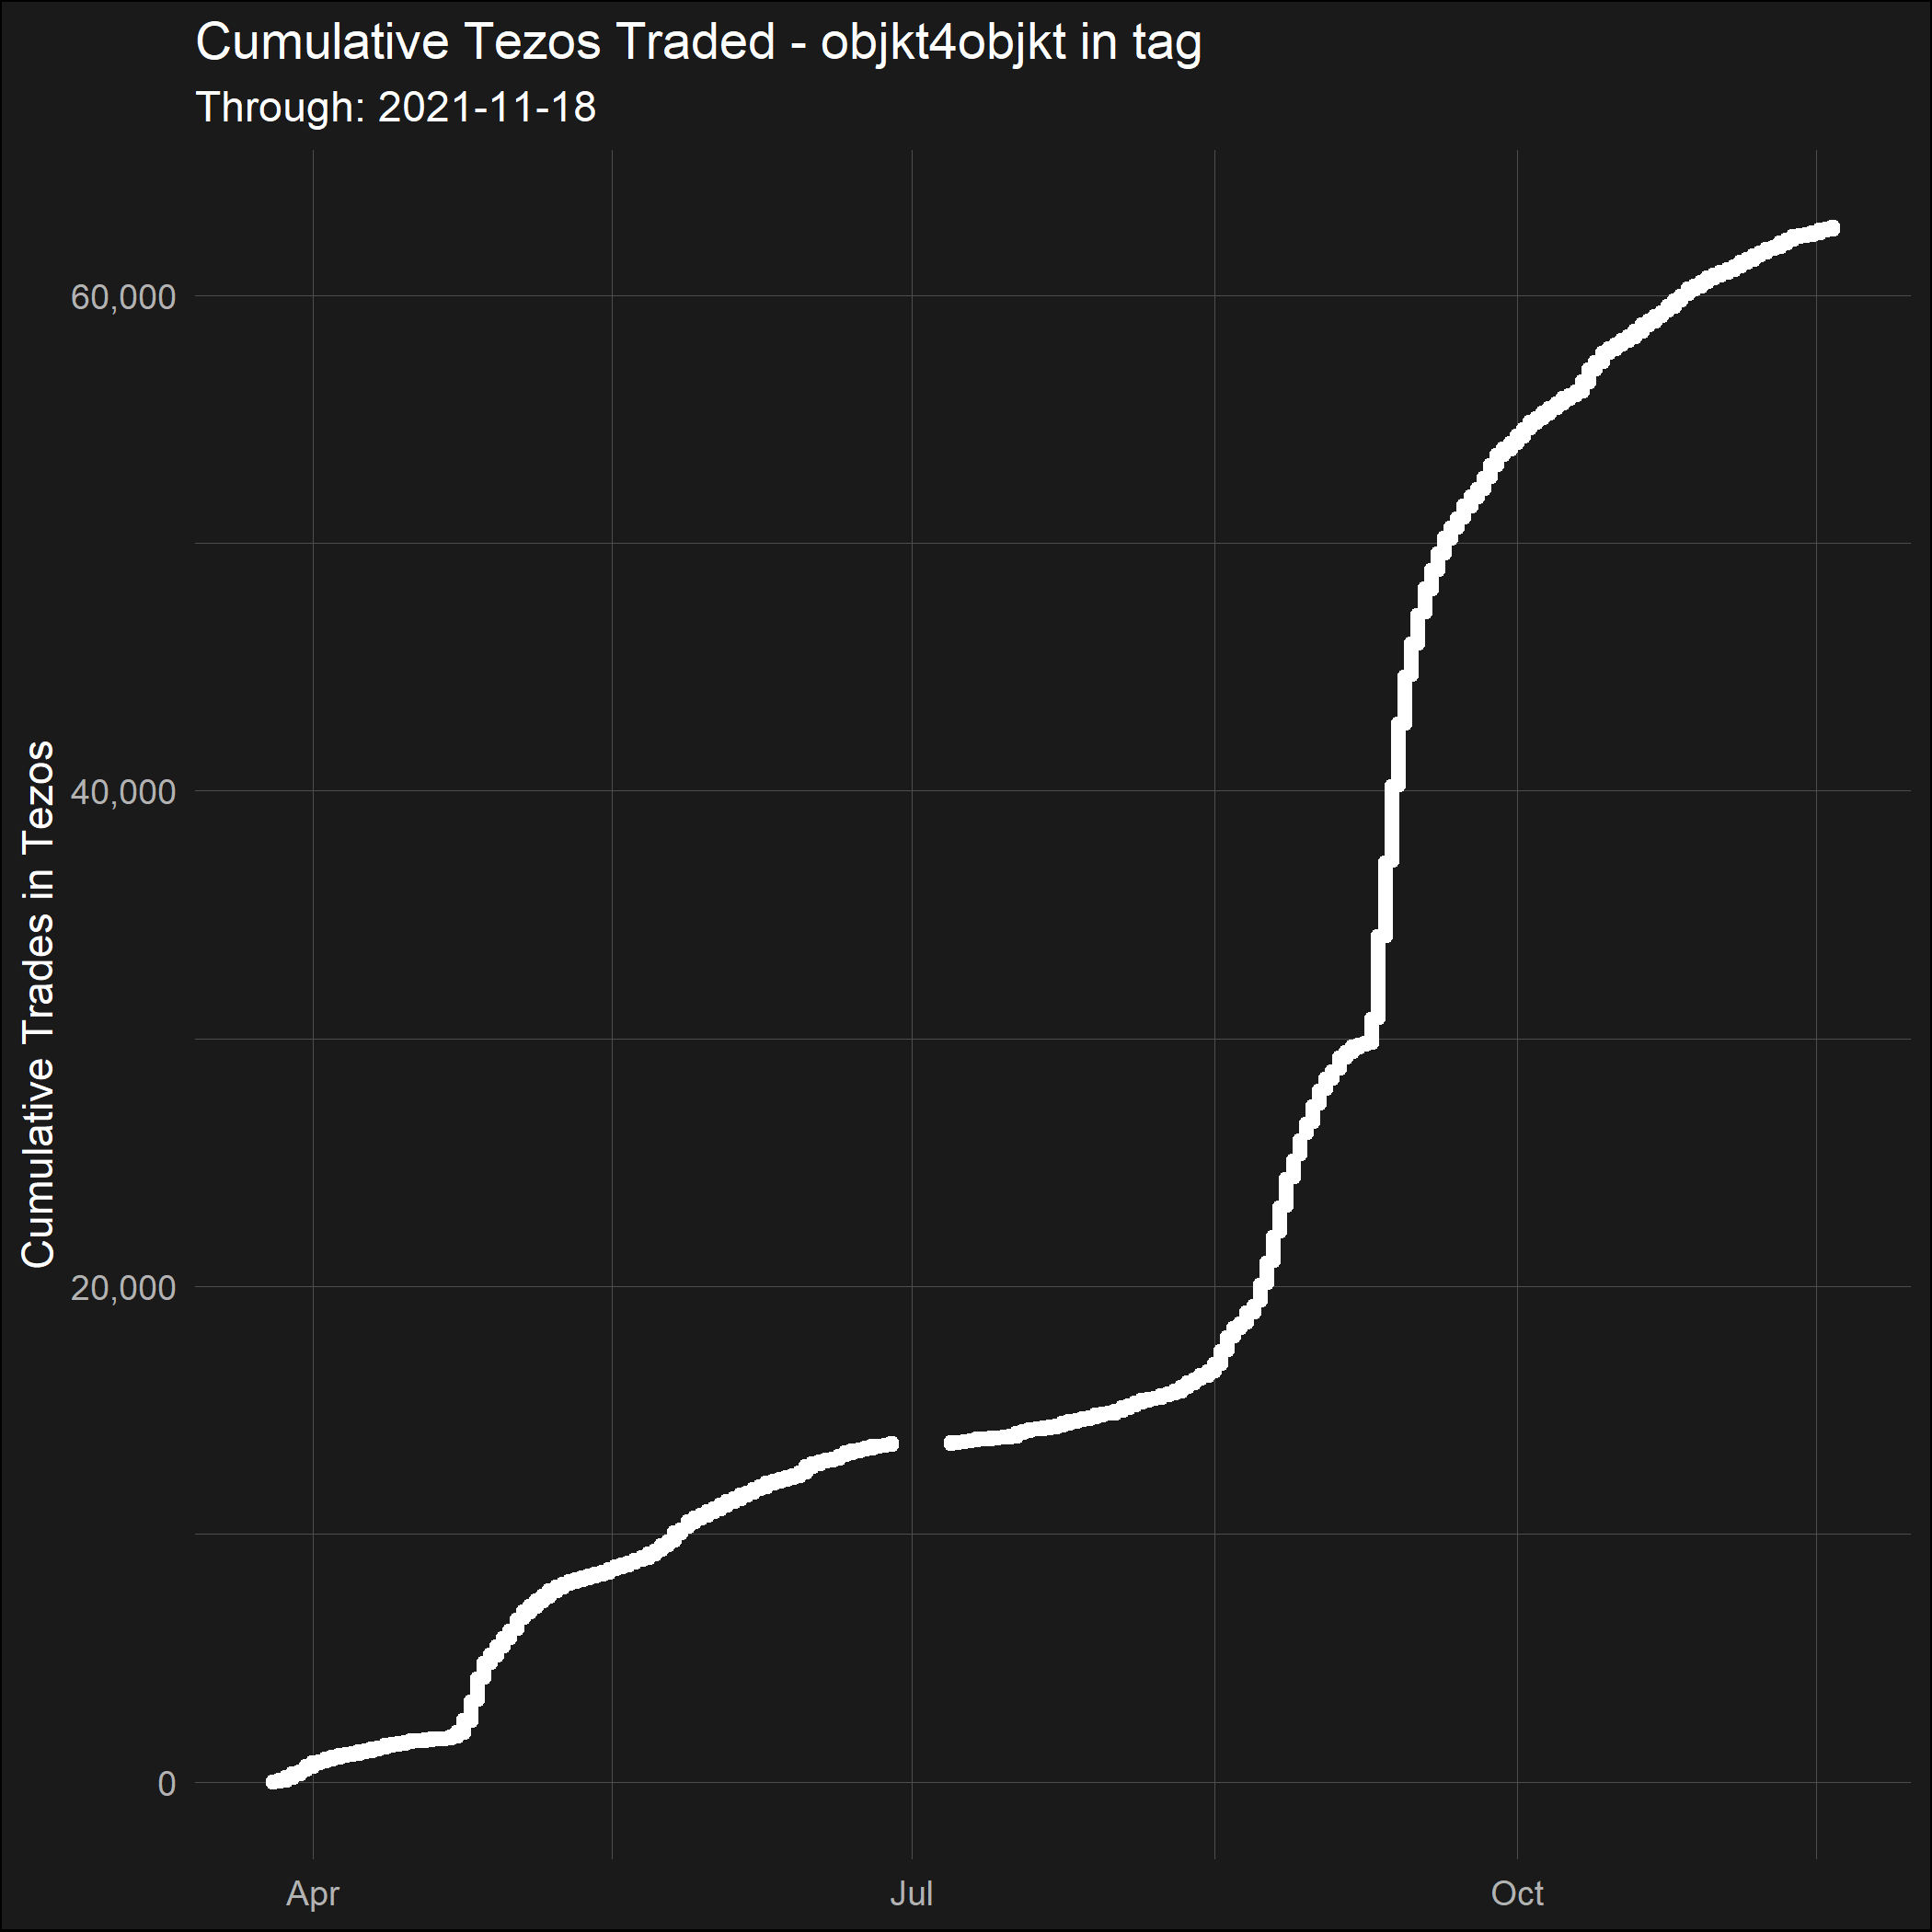 Cumulative Tezos Traded - objkt4objkt in tag
Through: 2021-11-18
Cumulative Trades in Tezos
60,000
40,000
20,000
0
Apr
Jul
Oct